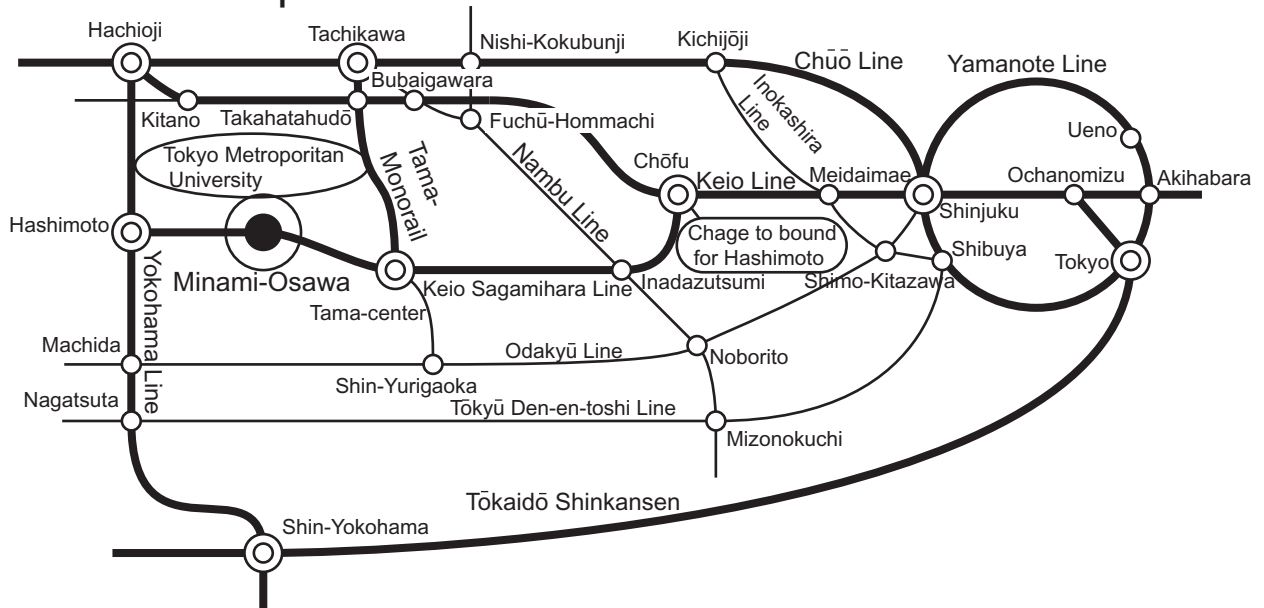 Hachioji
Tachikawa
Nishi-Kokubunji
Kichijōji
Chūō Line
Yamanote Line
Bubaigawara
Inokashira
Line
Kitano
Takahatahudō
Fuchū-Hommachi
Ueno
Tokyo Metroporitan
University
Tama-
Monorail
Nambu Line
Chōfu
Keio Line
Meidaimae
Ochanomizu
Akihabara
Shinjuku
Hashimoto
Chage to bound
for Hashimoto
Shibuya
Tokyo
Minami-Osawa
Keio Sagamihara Line
Inadazutsumi
Shimo-Kitazawa
Yokohama Line
Tama-center
Machida
Odakyū Line
Noborito
Shin-Yurigaoka
Nagatsuta
Tōkyū Den-en-toshi Line
Mizonokuchi
Tōkaidō Shinkansen
Shin-Yokohama